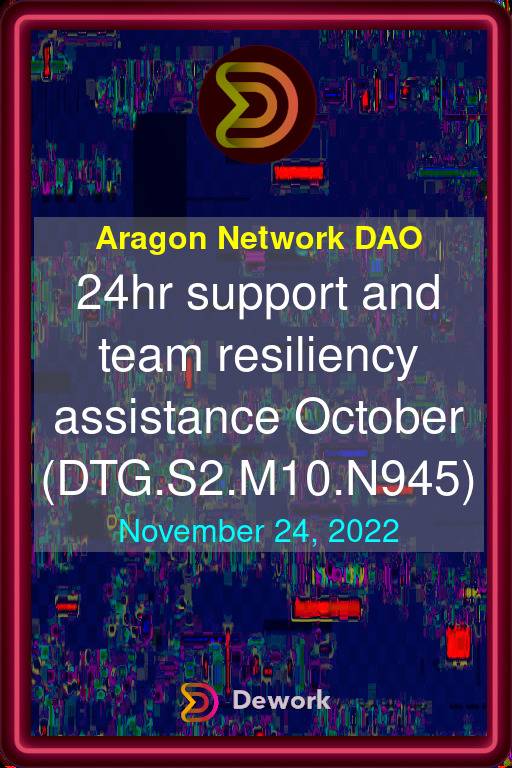 Aragon Network DAO
24hr support and
team resiliency
assistance October
(DTG.S2.M10.N945)
November 24, 2022
Dework